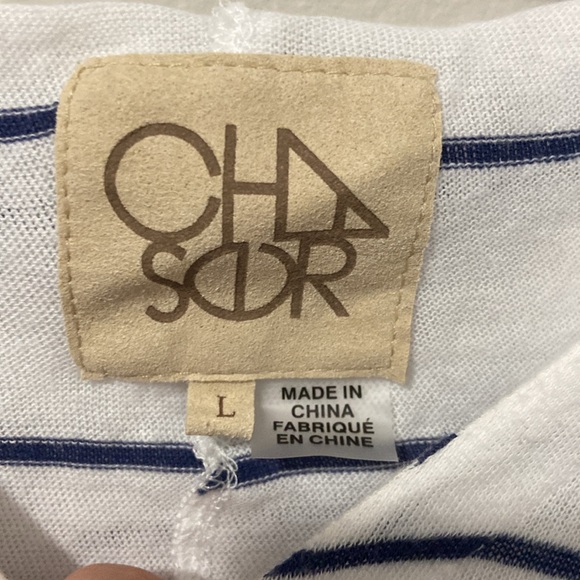 CHA
SER
L
MADE IN
CHINA
FABRIQUÉ
EN CHINE